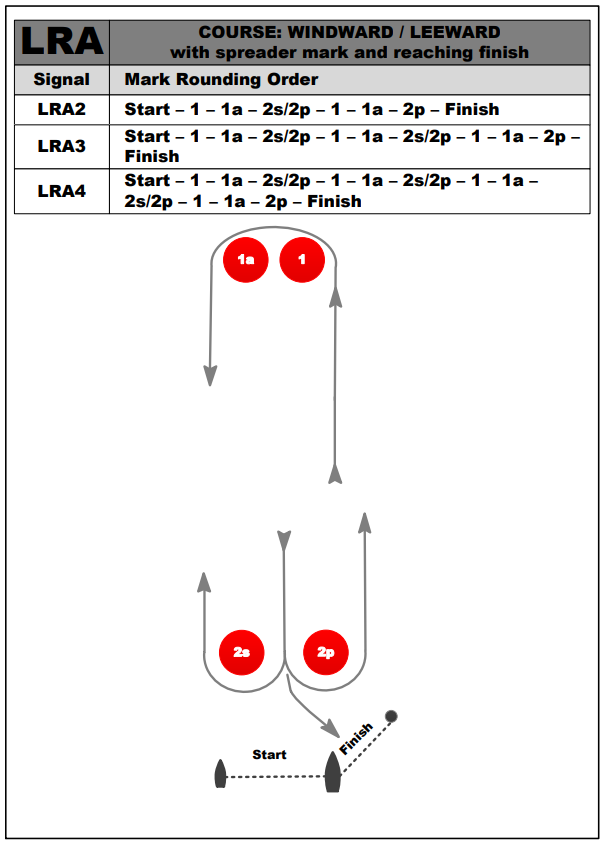 LRA
COURSE: WINDWARD / LEEWARD
with spreader mark and reaching finish
Signal Mark Rounding Order
LRA2 Start – 1 – 1a – 2s/2p – 1 – 1a – 2p – Finish
LRA3 Start – 1 – 1a – 2s/2p – 1 – 1a – 2s/2p – 1 – 1a – 2p –
Finish
LRA4 Start – 1 – 1a – 2s/2p – 1 – 1a – 2s/2p – 1 – 1a –
2s/2p – 1 – 1a – 2p – Finish
1a 1
2s 2p
Finish
Start